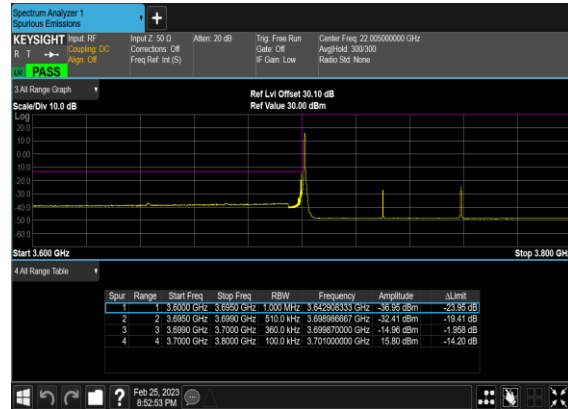 Spectrum Analyzer 1
Spurious Emissions
KEYSIGHT Input: RF Input Z: 50 Ω Atten: 20 dB Trig: Free Run Center Freq: 22.005000000 GHz
R T Coupling: DC Corrections: Off Gate: Off Avg|Hold: 300/300
Align: Off Freq Ref: Int (S) IF Gain: Low Radio Std: None
PASS
3 All Range Graph
Ref Lvl Offset 30.10 dB
Scale/Div 10.0 dB Ref Value 30.00 dBm
Log
20.0
10.0
0.00
-10.0
-20.0
-30.0
-40.0
-50.0
-60.0
Start 3.600 GHz Stop 3.800 GHz
4 All Range Table
Spur Range Start Freq Stop Freq RBW Frequency Amplitude ΔLimit
1 1 3.6000 GHz 3.6950 GHz 1.000 MHz 3.642908333 GHz -36.95 dBm -23.95 dB
2 2 3.6950 GHz 3.6990 GHz 510.0 kHz 3.698986667 GHz -32.41 dBm -19.41 dB
3 3 3.6990 GHz 3.7000 GHz 360.0 kHz 3.699870000 GHz -14.96 dBm -1.958 dB
4 4 3.7000 GHz 3.8000 GHz 100.0 kHz 3.701000000 GHz 15.80 dBm -14.20 dB
? Feb 25, 2023
8:52:53 PM